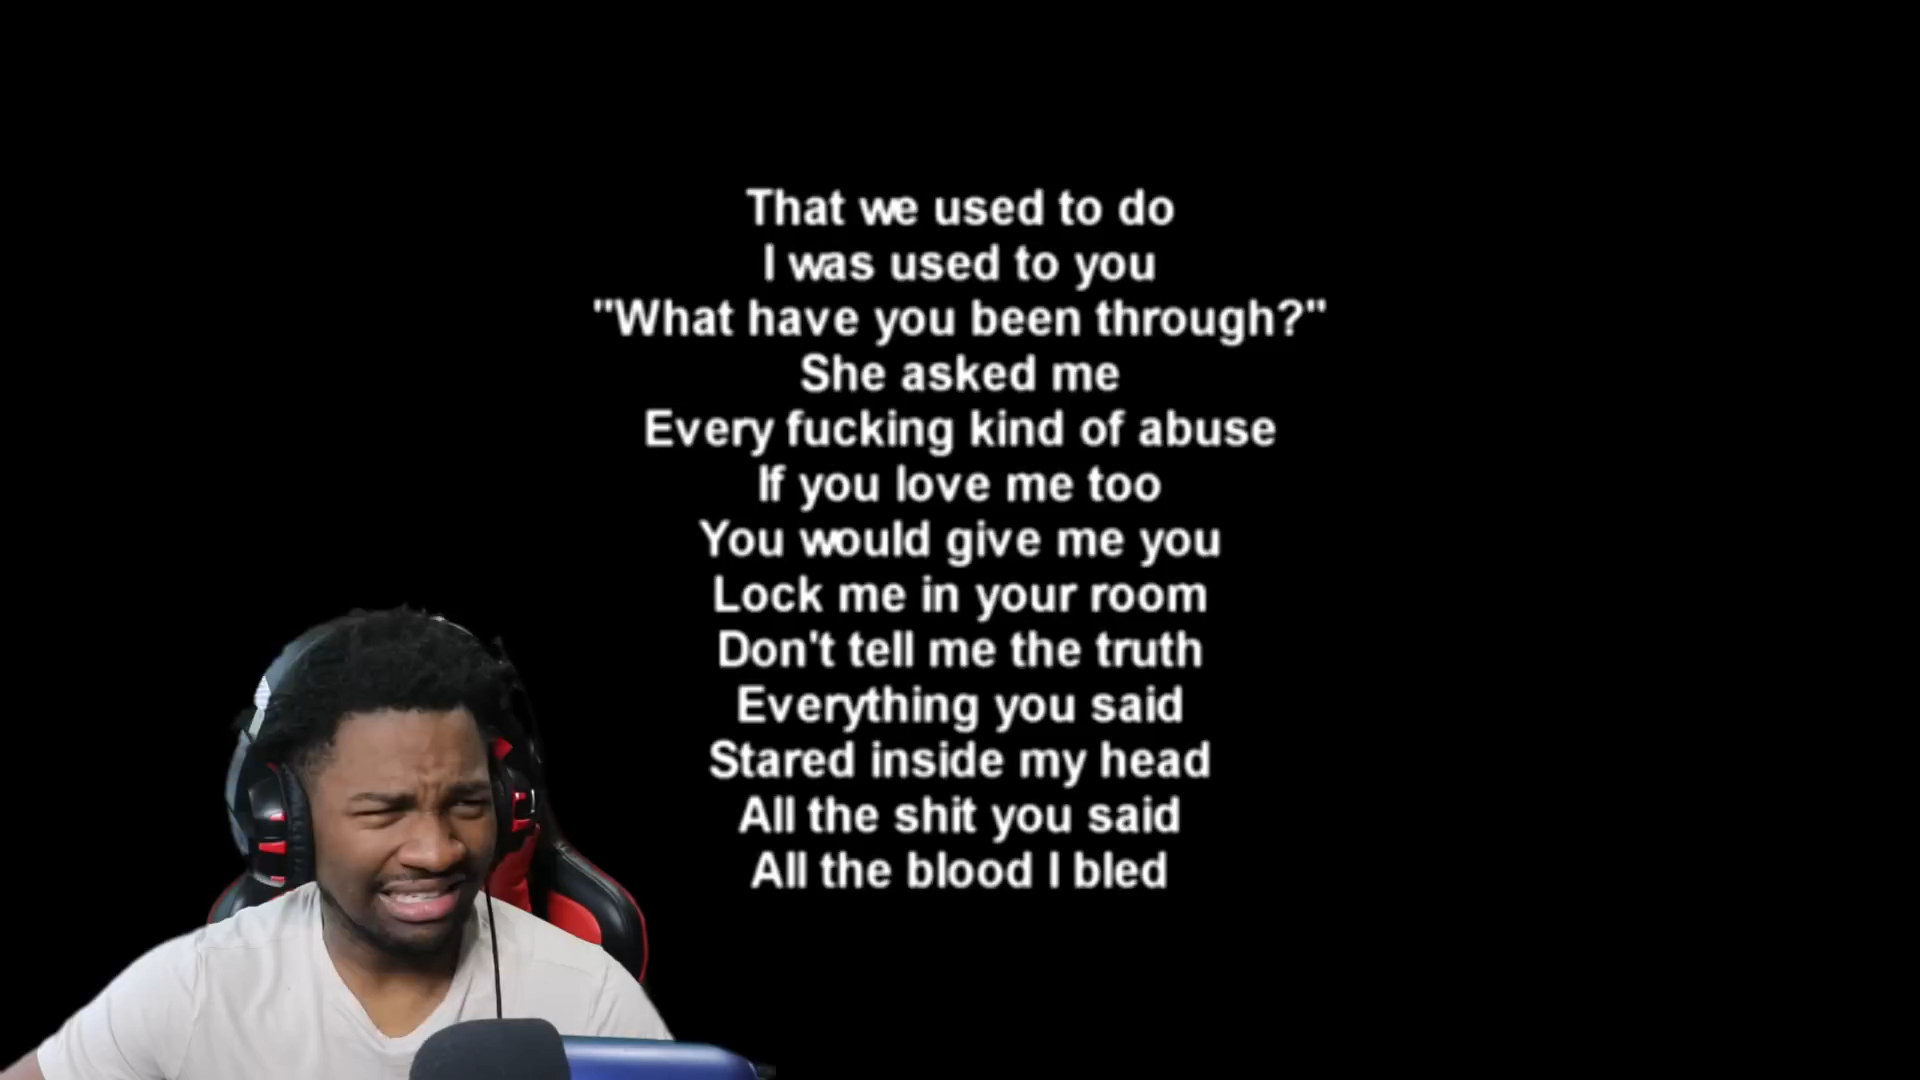 That we used to do
I was used to you
"What have you been through?"
She asked me
Every fucking kind of abuse
If you love me too
You would give me you
Lock me in your room
Don't tell me the truth
Everything you said
Stared inside my head
All the shit you said
All the blood I bled